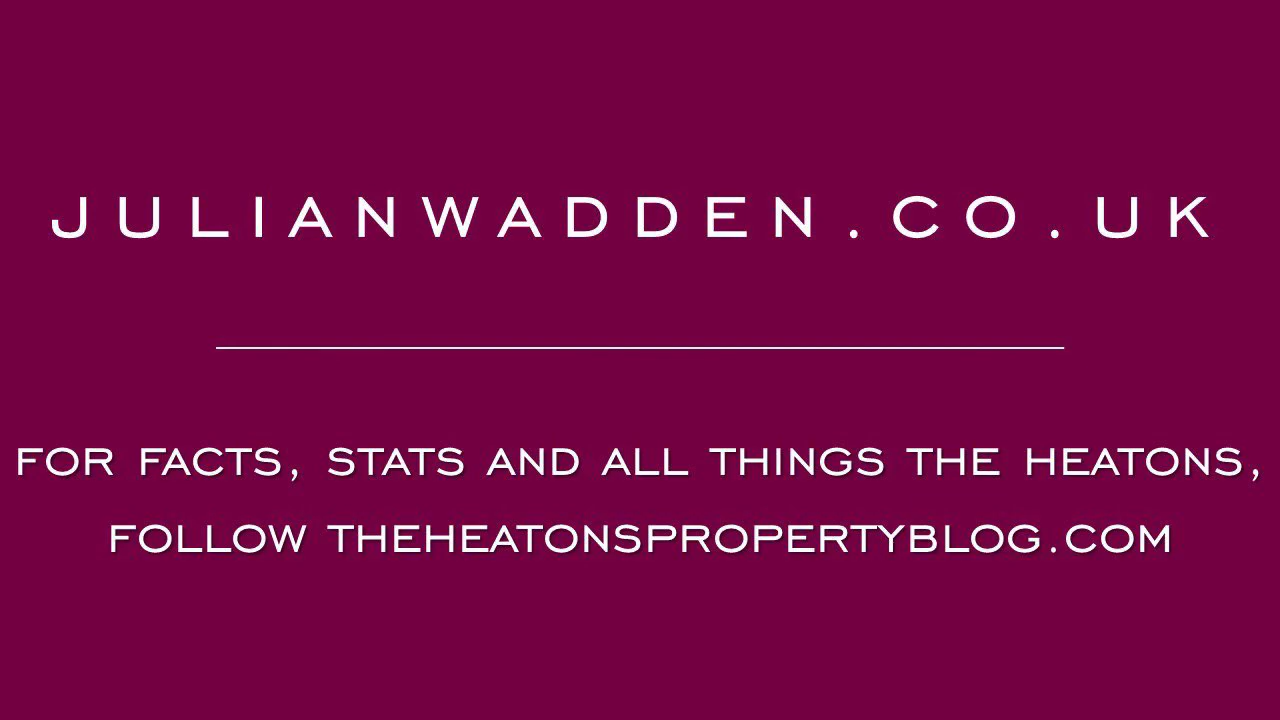 JULIANWADDEN.CO.UK
FOR FACTS, STATS AND ALL THINGS THE HEATONS,
FOLLOW THEHEATONSPROPERTYBLOG.COM